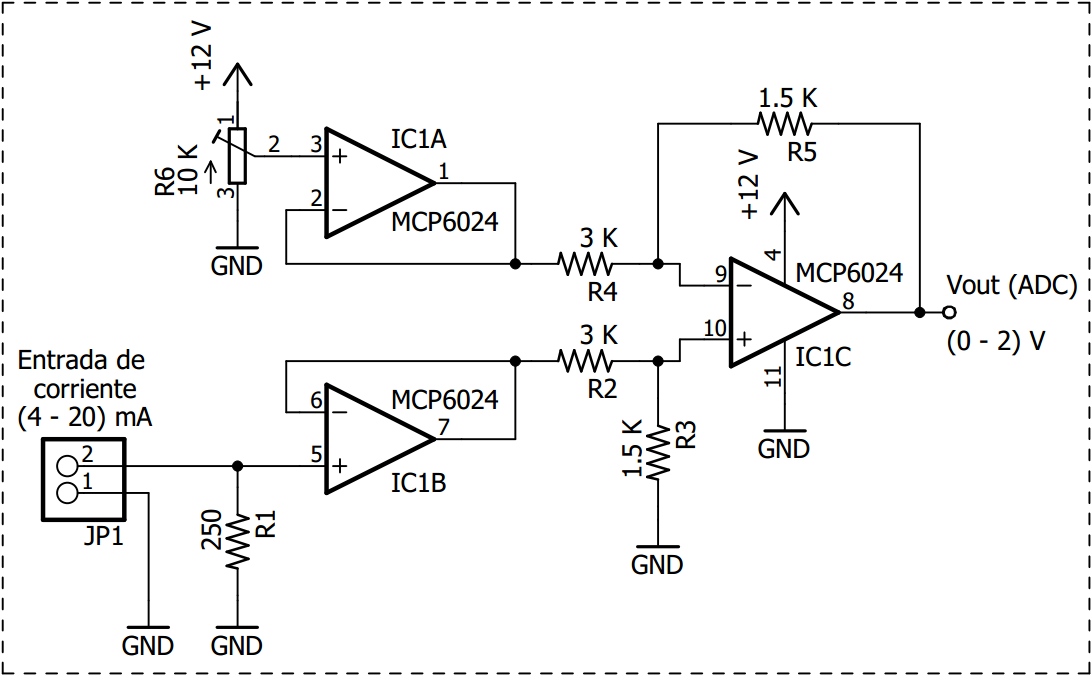 +12 V
1
2
3
R6
10 K
GND
3
2
+
−
1
IC1A
MCP6024
3 K
R4
1.5 K
R5
+12 V
4
MCP6024
9
−
10
+
8
IC1C
11
GND
Vout (ADC)
(0 - 2) V
Entrada de
corriente
(4 - 20) mA
2
1
JP1
GND
250
R1
GND
6
−
5
+
7
MCP6024
IC1B
3 K
R2
1.5 K
R3
GND